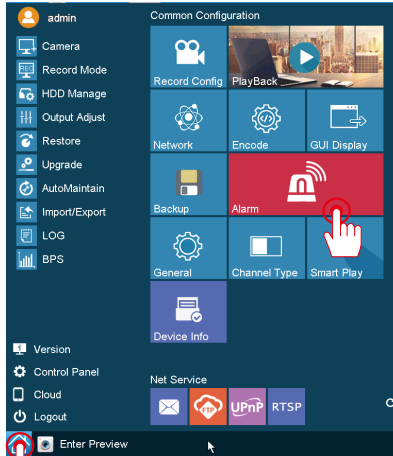 admin
Camera
Record Mode
HDD Manage
Output Adjust
Restore
Upgrade
AutoMaintain
Import/Export
LOG
BPS
Version
Control Panel
Cloud
Logout
Enter Preview
Common Configuration
Record Config
PlayBack
Network
Encode
GUI Display
Backup
Alarm
General
Channel Type
Smart Play
Device Info
Net Service
FTP
UPnP
RTSP